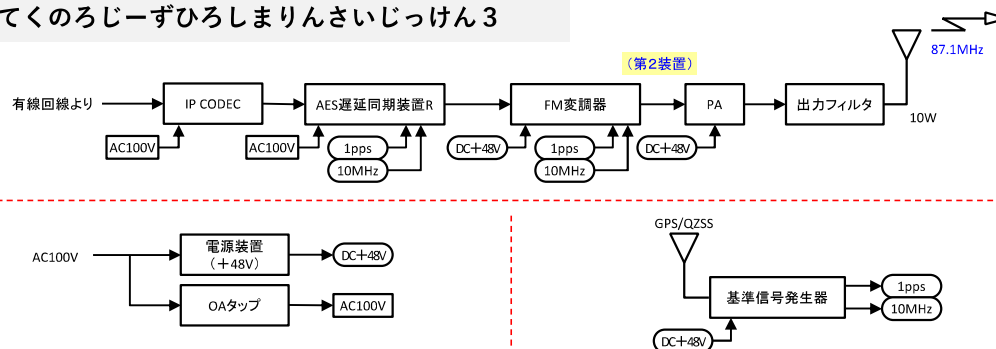 てくのろじーずひろしまりんさいじっけん３
87.1MHz
（第２装置）
有線回線より
IP CODEC
AES遅延同期装置R
FM変調器
PA
出力フィルタ
10W
AC100V
AC100V
1pps
10MHz
DC＋48V
1pps
10MHz
DC＋48V
AC100V
電源装置
（＋48V）
DC＋48V
OAタップ
AC100V
GPS/QZSS
基準信号発生器
1pps
10MHz
DC＋48V